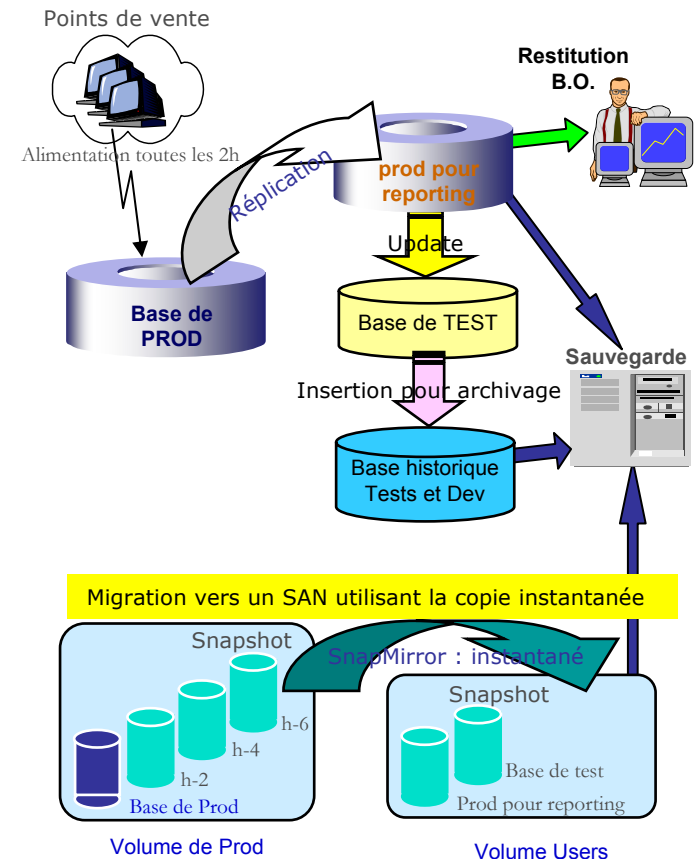 Points de vente
Alimentation toutes les 2h
Réplication
prod pour
reporting
Restitution
B.O.
Base de
PROD
Update
Base de TEST
Sauvegarde
Insertion pour archivage
Base historique
Tests et Dev
Migration vers un SAN utilisant la copie instantanée
Snapshot
SnapMirror : instantané
h-6
h-4
h-2
Base de Prod
Snapshot
Base de test
Prod pour reporting
Volume de Prod
Volume Users